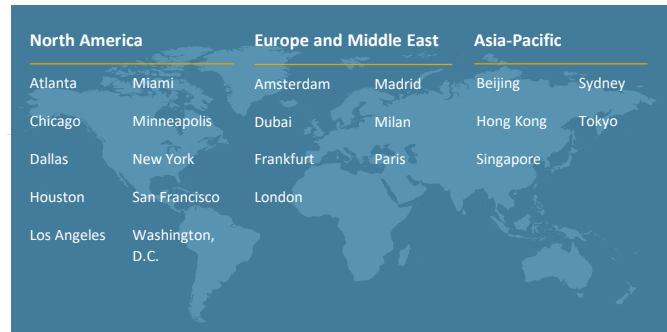 North America
Atlanta
Chicago
Dallas
Houston
Los Angeles
Miami
Minneapolis
New York
San Francisco
Washington,
D.C.
Europe and Middle East
Amsterdam
Dubai
Frankfurt
London
Madrid
Milan
Paris
Asia-Pacific
Beijing
Hong Kong
Singapore
Sydney
Tokyo